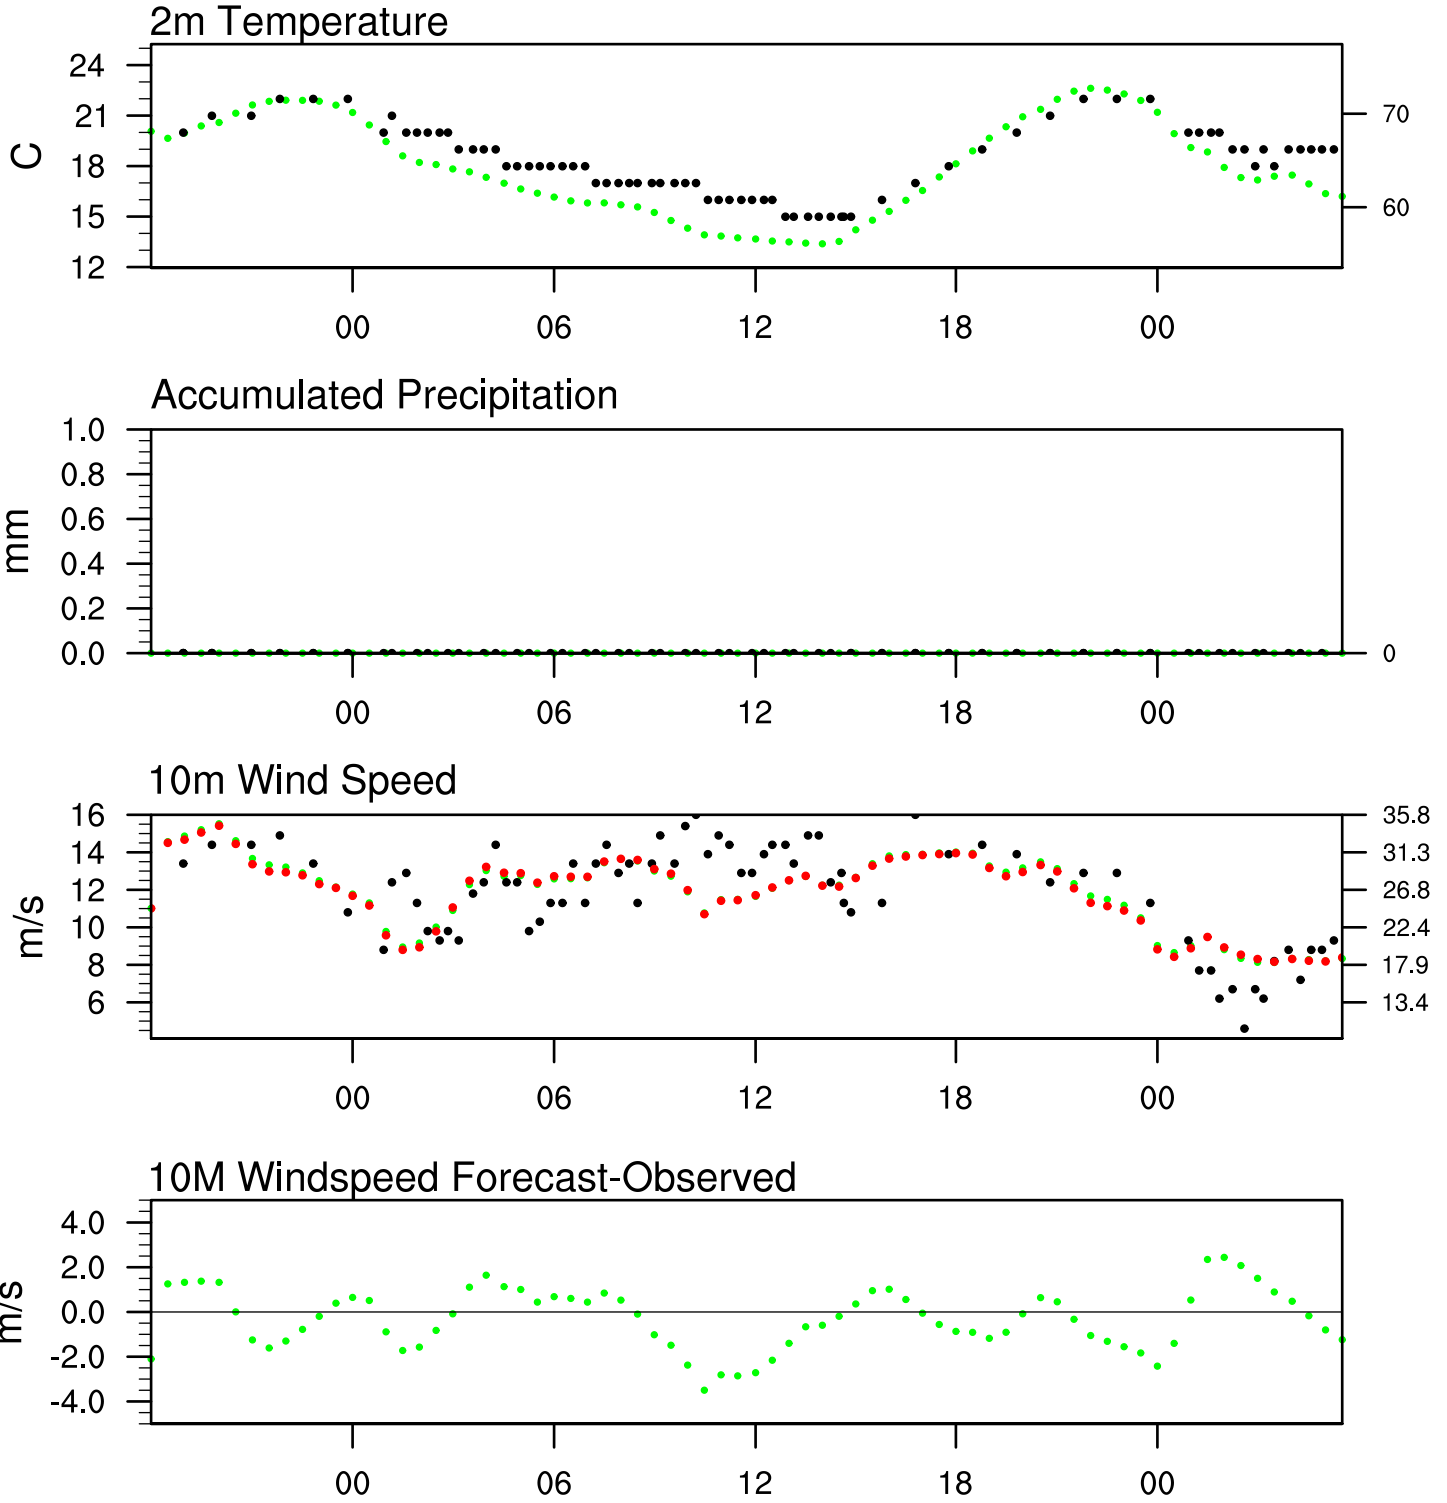 2m Temperature
24
21
18
15
12
C
70
60
00 06 12 18 00
Accumulated Precipitation
1.0
0.8
0.6
0.4
0.2
0.0
mm
0
00 06 12 18 00
10m Wind Speed
16
14
12
10
8
6
m/s
35.8
31.3
26.8
22.4
17.9
13.4
00 06 12 18 00
10M Windspeed Forecast-Observed
4.0
2.0
0.0
-2.0
-4.0
m/s
00 06 12 18 00